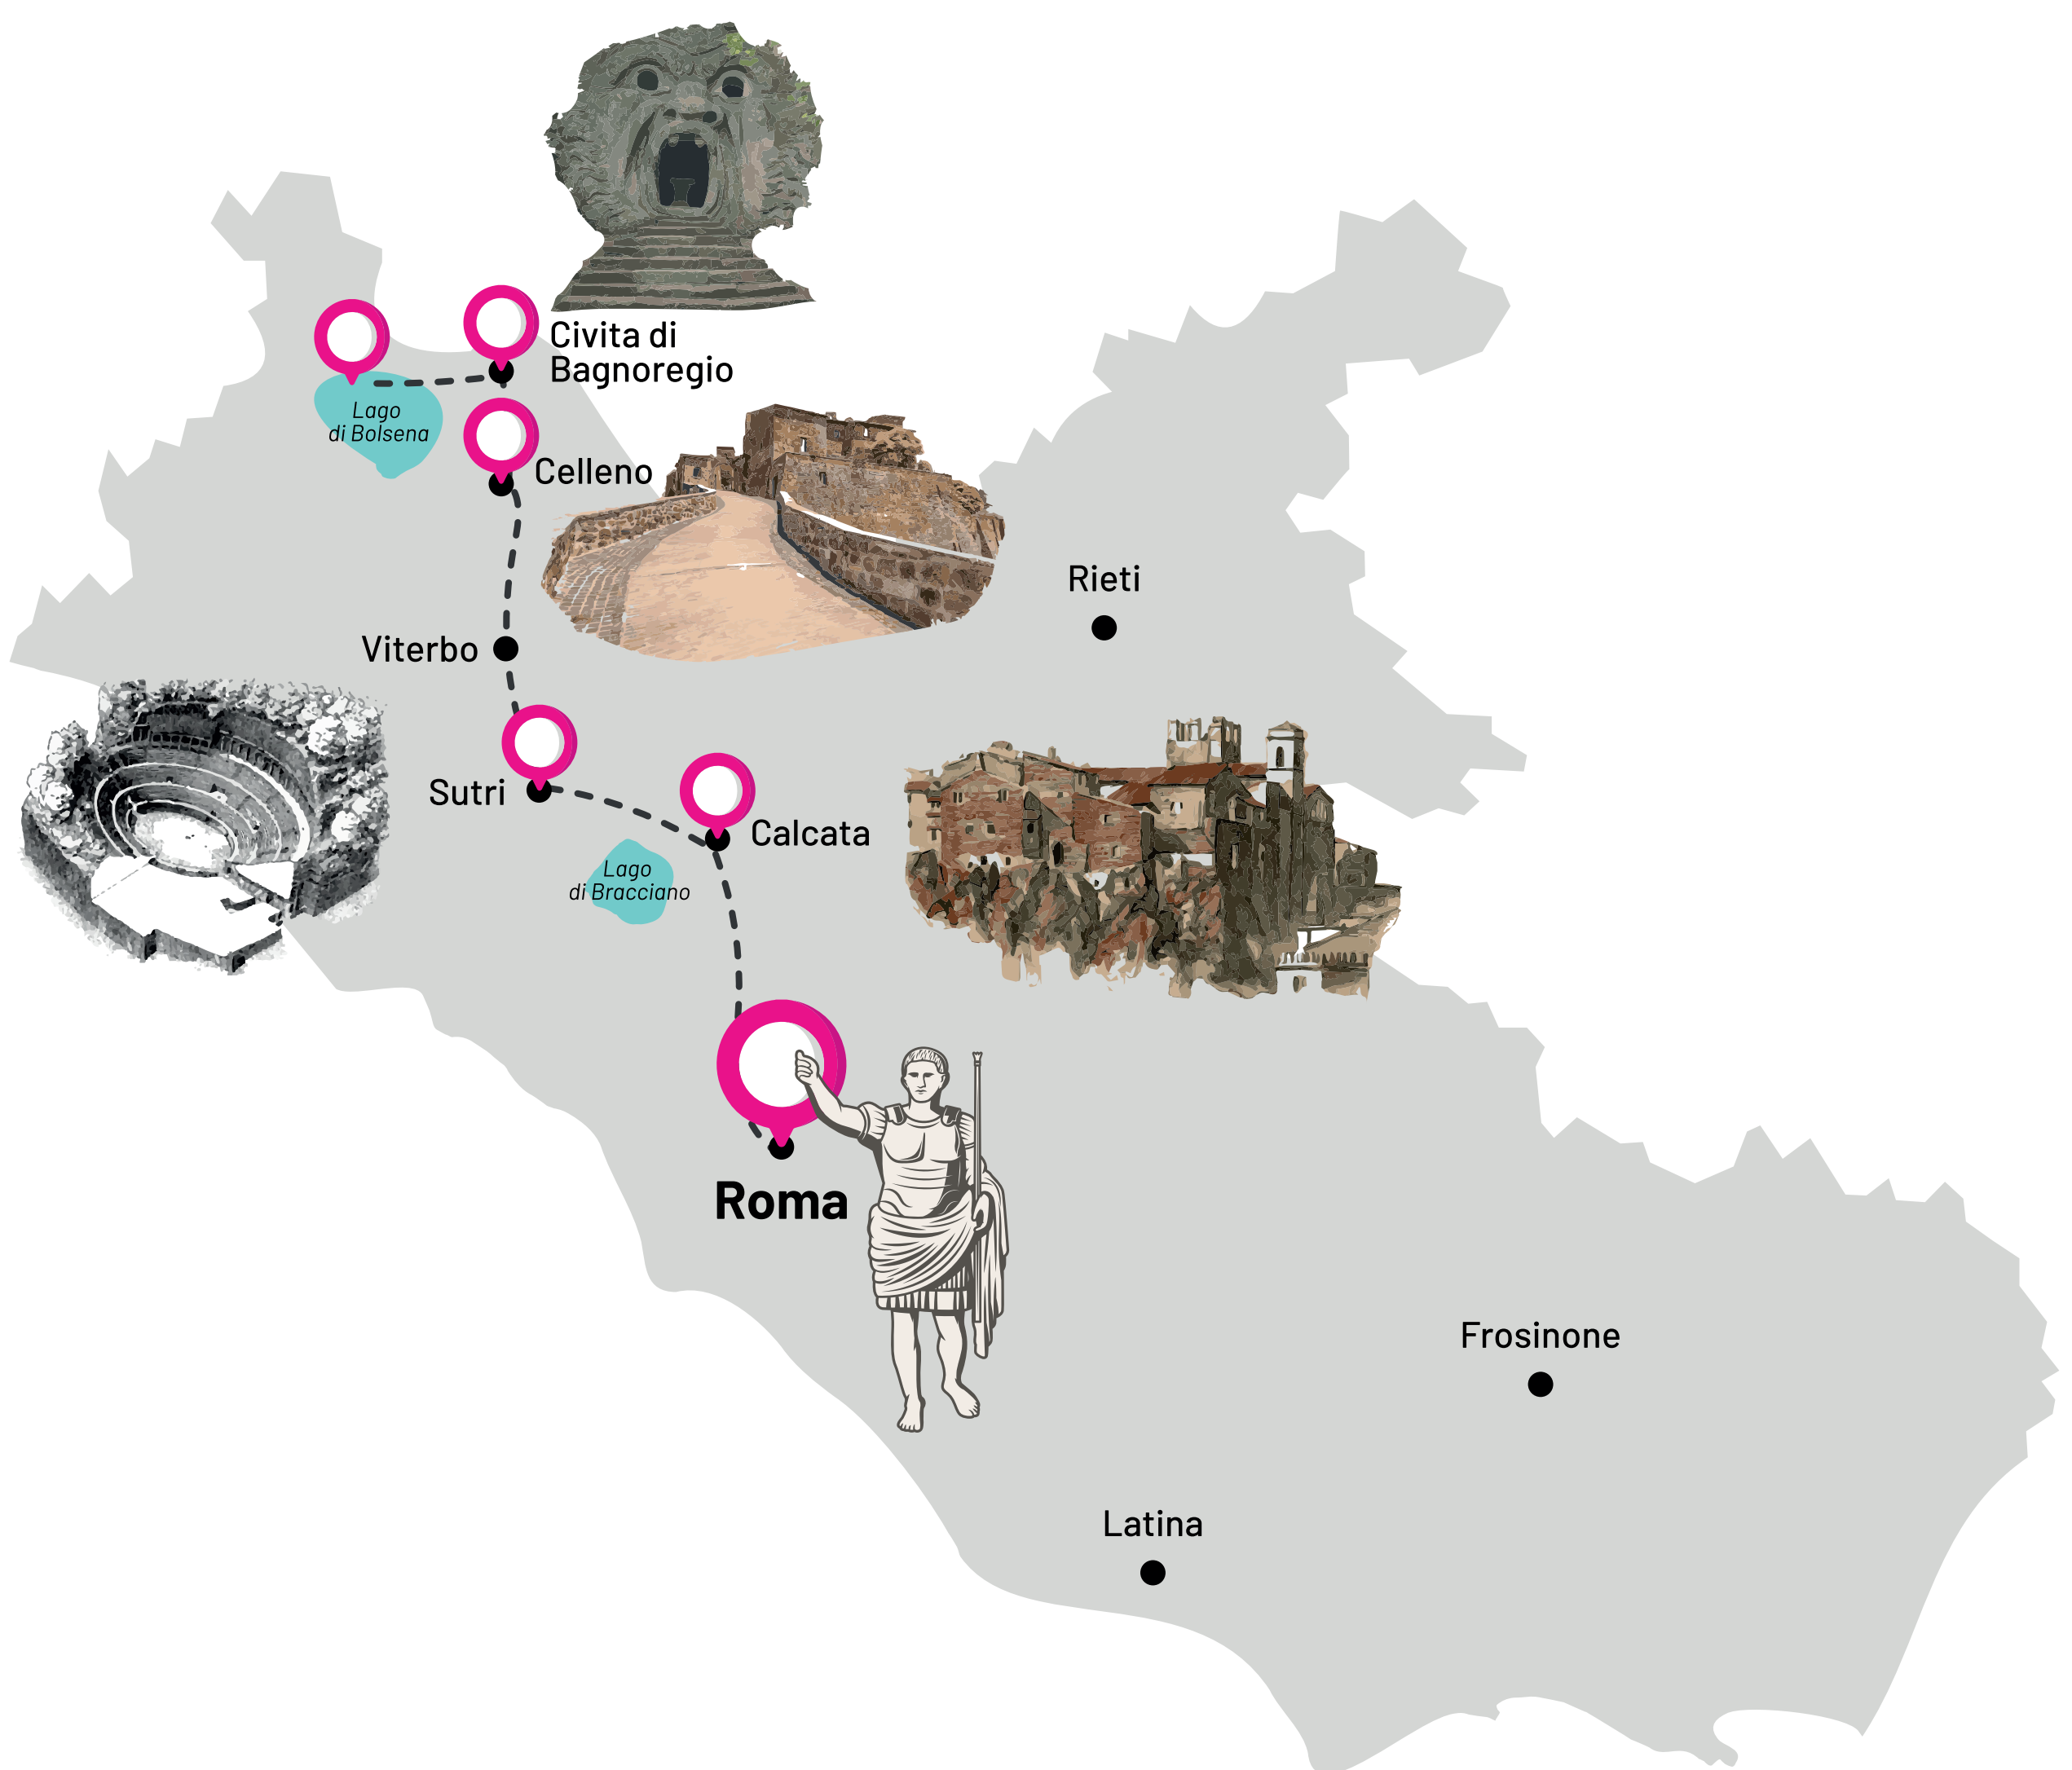 Civita di
Bagnoregio
Lago
di Bolsena
Celleno
Rieti
Viterbo
Sutri
Calcata
Lago
di Bracciano
Roma
Frosinone
Latina